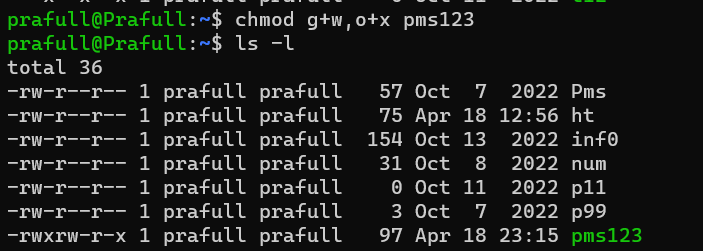 prafull@Prafull:~$ chmod g+w,o+x pms123
prafull@Prafull:~$ ls -l
total 36
-rw-r--r-- 1 prafull prafull  57 Oct  7  2022 Pms
-rw-r--r-- 1 prafull prafull  75 Apr 18 12:56 ht
-rw-r--r-- 1 prafull prafull 154 Oct 13  2022 inf0
-rw-r--r-- 1 prafull prafull  31 Oct  8  2022 num
-rw-r--r-- 1 prafull prafull   0 Oct 11  2022 p11
-rw-r--r-- 1 prafull prafull   3 Oct  7  2022 p99
-rwxrw-r-x 1 prafull prafull  97 Apr 18 23:15 pms123